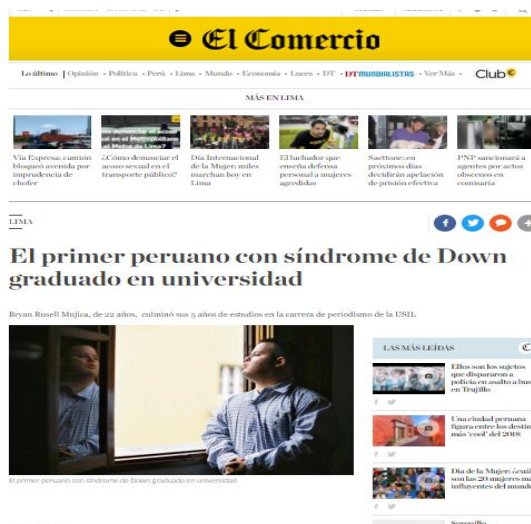 El Comercio
Lo último | Opinión • Política • Perú • Lima • Mundo • Economía • Luces • DT • DT MUNDIALISTAS • Ver Más •
Club
MÁS EN LIMA
Vía Expresa: camión
bloqueó avenida por
imprudencia de
chofer
¿Cómo denunciar el
acoso sexual en el
transporte público?
Día Internacional
de la Mujer: miles
marchan hoy en
Lima
El luchador que
enseña defensa
personal a mujeres
agredidas
Saettone: en
próximos días
decidirán apelación
de prisión efectiva
PNP sancionará a
agentes por actos
obscenos en
comisaría
LIMA
El primer peruano con síndrome de Down
graduado en universidad
Bryan Rusell Mujica, de 22 años, culminó sus 5 años de estudios en la carrera de periodismo de la USIL
El primer peruano con síndrome de Down graduado en universidad
LAS MÁS LEÍDAS
Ellos son los sujetos
que dispararon a
policía en asalto a bus
en Trujillo
Una ciudad peruana
figura entre los destin
más 'cool' del 2018
Día de la Mujer: ¿cuál
son las 20 mujeres má
influyentes del mundo